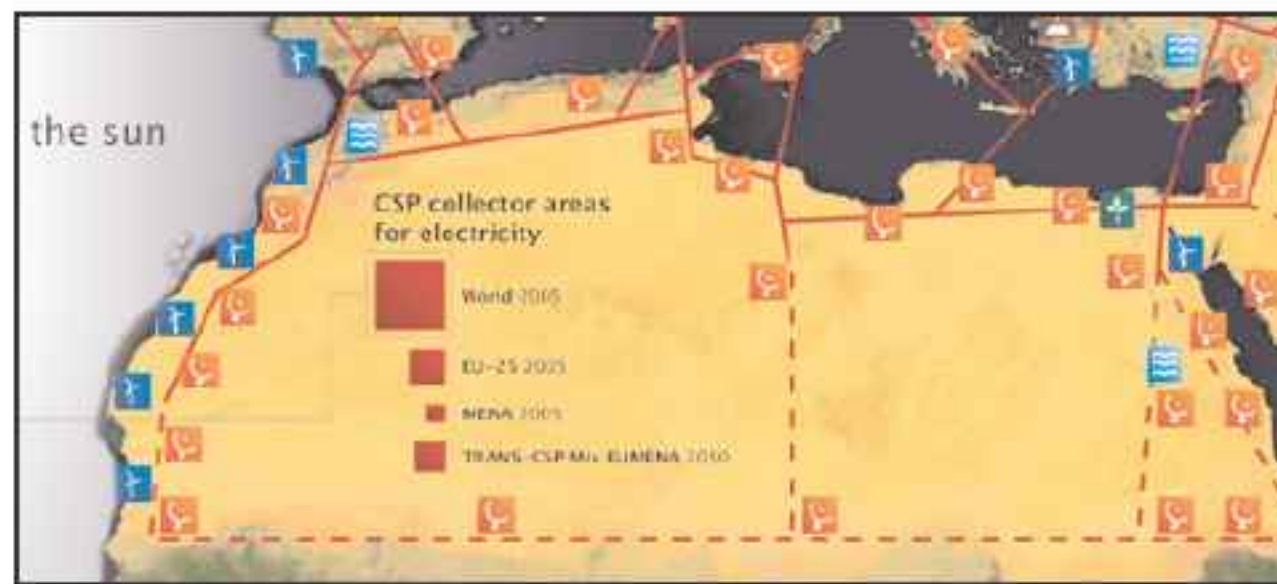 the sun
CSP collector areas
for electricity
World 2005
EU-25 2005
MENA 2005
TRANS-CSP Mix EUMENA 2050